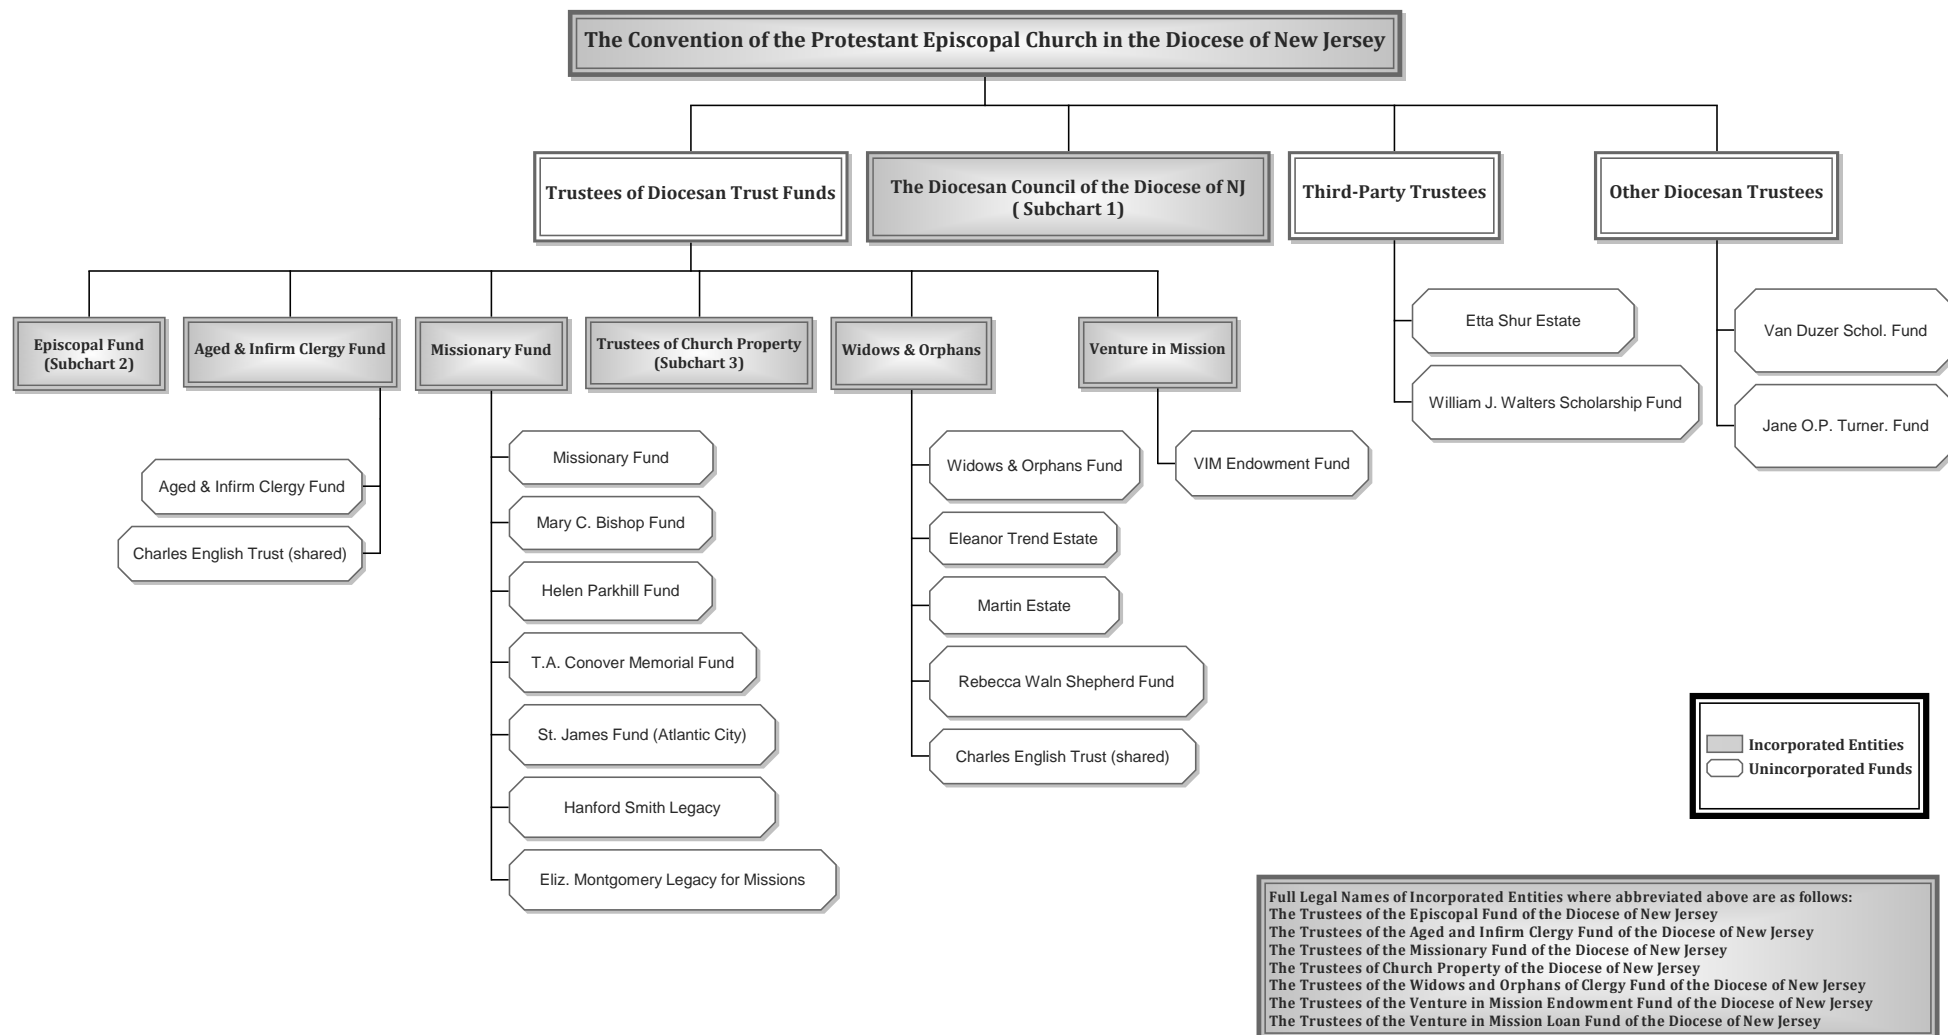 The Convention of the Protestant Episcopal Church in the Diocese of New Jersey
Trustees of Diocesan Trust Funds
The Diocesan Council of the Diocese of NJ
( Subchart 1)
Third-Party Trustees
Other Diocesan Trustees
Episcopal Fund
(Subchart 2)
Aged & Infirm Clergy Fund
Missionary Fund
Trustees of Church Property
(Subchart 3)
Widows & Orphans
Venture in Mission
Etta Shur Estate
William J. Walters Scholarship Fund
Van Duzer Schol. Fund
Jane O.P. Turner. Fund
Aged & Infirm Clergy Fund
Charles English Trust (shared)
Missionary Fund
Mary C. Bishop Fund
Helen Parkhill Fund
T.A. Conover Memorial Fund
St. James Fund (Atlantic City)
Hanford Smith Legacy
Eliz. Montgomery Legacy for Missions
Widows & Orphans Fund
Eleanor Trend Estate
Martin Estate
Rebecca Waln Shepherd Fund
Charles English Trust (shared)
VIM Endowment Fund
Incorporated Entities
Unincorporated Funds
Full Legal Names of Incorporated Entities where abbreviated above are as follows:
The Trustees of the Episcopal Fund of the Diocese of New Jersey
The Trustees of the Aged and Infirm Clergy Fund of the Diocese of New Jersey
The Trustees of the Missionary Fund of the Diocese of New Jersey
The Trustees of Church Property of the Diocese of New Jersey
The Trustees of the Widows and Orphans of Clergy Fund of the Diocese of New Jersey
The Trustees of the Venture in Mission Endowment Fund of the Diocese of New Jersey
The Trustees of the Venture in Mission Loan Fund of the Diocese of New Jersey